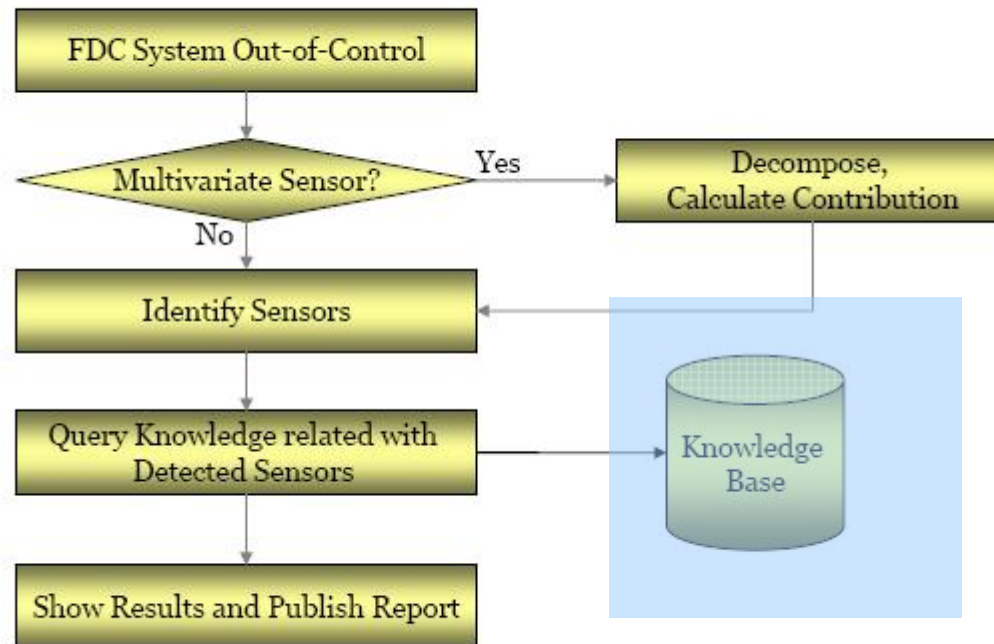 FDC System Out-of-Control
Multivariate Sensor?
Yes
Decompose,
Calculate Contribution
No
Identify Sensors
Query Knowledge related with
Detected Sensors
Knowledge
Base
Show Results and Publish Report